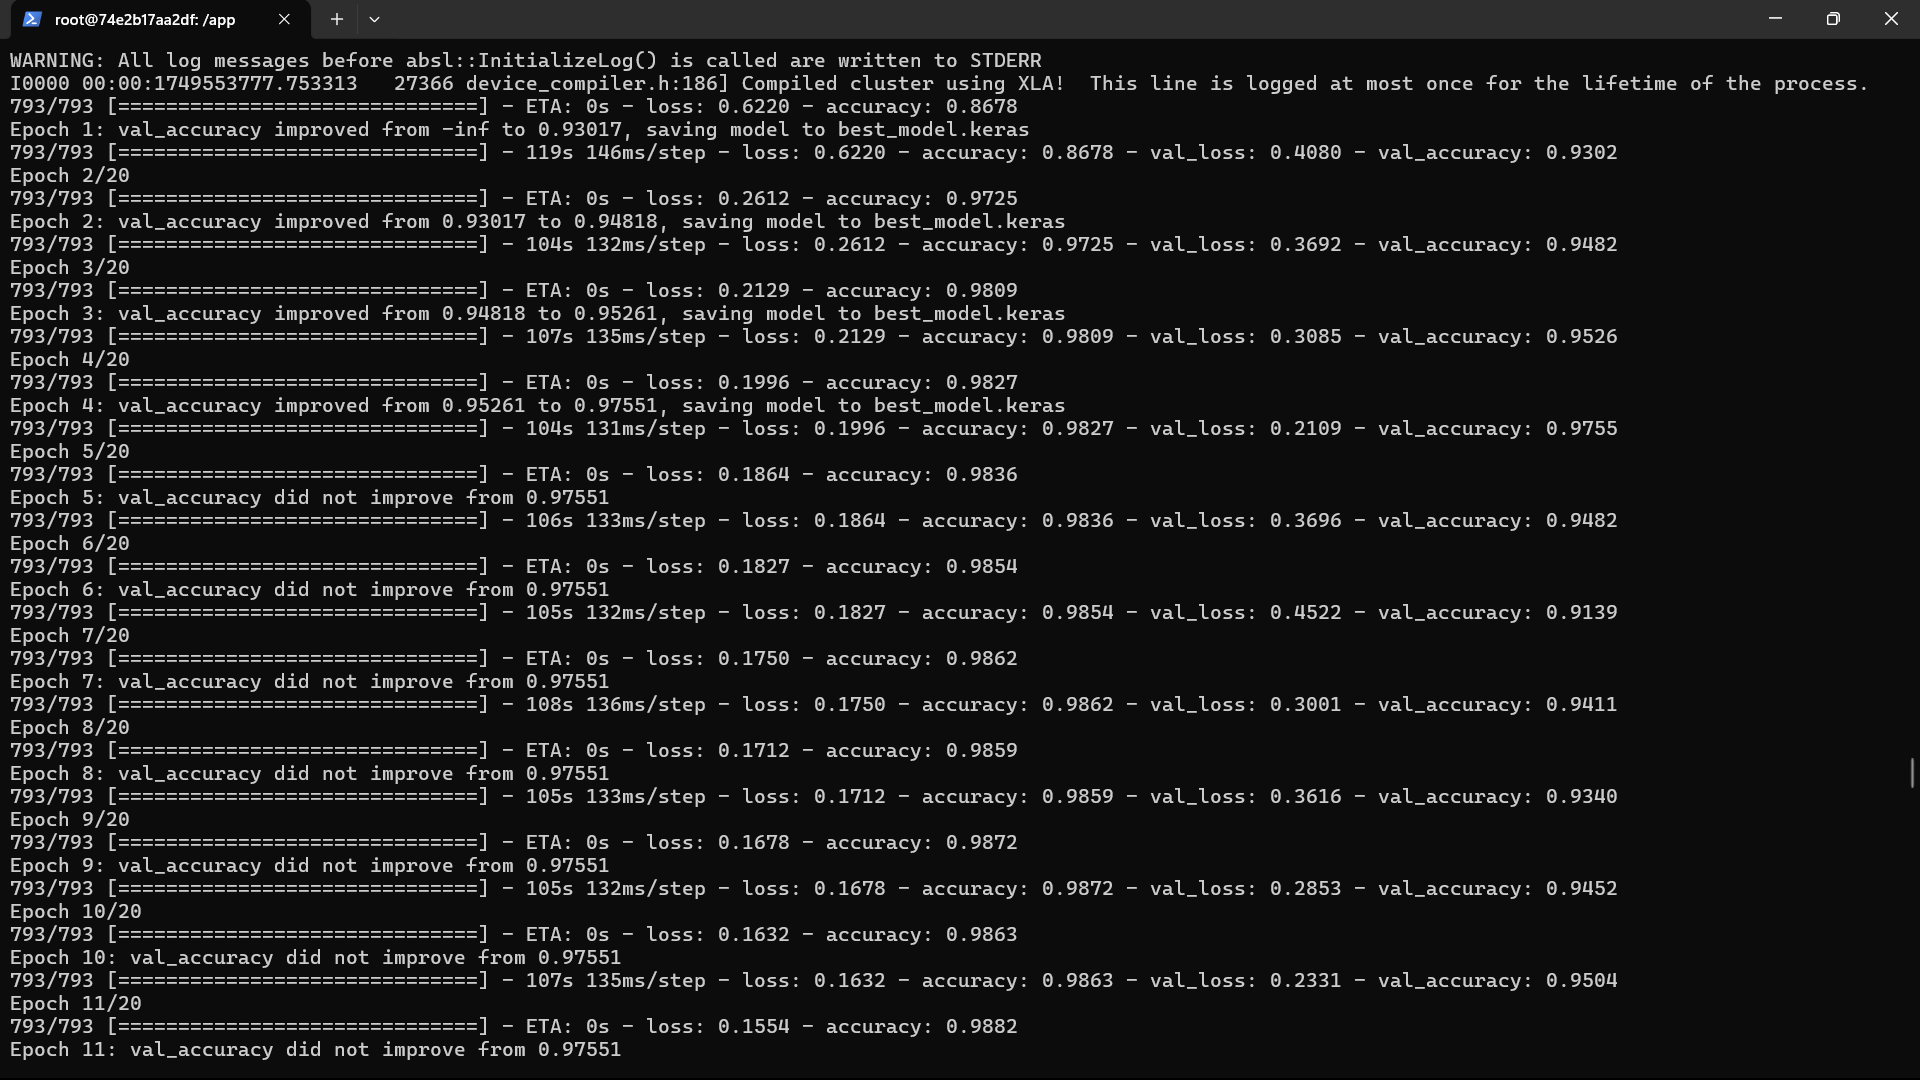 root@74e2b17aa2df: /app
WARNING: All log messages before absl::InitializeLog() is called are written to STDERR
I0000 00:00:1749553777.753313   27366 device_compiler.h:186] Compiled cluster using XLA!  This line is logged at most once for the lifetime of the process.
793/793 [==============================] - ETA: 0s - loss: 0.6220 - accuracy: 0.8678
Epoch 1: val_accuracy improved from -inf to 0.93017, saving model to best_model.keras
793/793 [==============================] - 119s 146ms/step - loss: 0.6220 - accuracy: 0.8678 - val_loss: 0.4080 - val_accuracy: 0.9302
Epoch 2/20
793/793 [==============================] - ETA: 0s - loss: 0.2612 - accuracy: 0.9725
Epoch 2: val_accuracy improved from 0.93017 to 0.94818, saving model to best_model.keras
793/793 [==============================] - 104s 132ms/step - loss: 0.2612 - accuracy: 0.9725 - val_loss: 0.3692 - val_accuracy: 0.9482
Epoch 3/20
793/793 [==============================] - ETA: 0s - loss: 0.2129 - accuracy: 0.9809
Epoch 3: val_accuracy improved from 0.94818 to 0.95261, saving model to best_model.keras
793/793 [==============================] - 107s 135ms/step - loss: 0.2129 - accuracy: 0.9809 - val_loss: 0.3085 - val_accuracy: 0.9526
Epoch 4/20
793/793 [==============================] - ETA: 0s - loss: 0.1996 - accuracy: 0.9827
Epoch 4: val_accuracy improved from 0.95261 to 0.97551, saving model to best_model.keras
793/793 [==============================] - 104s 131ms/step - loss: 0.1996 - accuracy: 0.9827 - val_loss: 0.2109 - val_accuracy: 0.9755
Epoch 5/20
793/793 [==============================] - ETA: 0s - loss: 0.1864 - accuracy: 0.9836
Epoch 5: val_accuracy did not improve from 0.97551
793/793 [==============================] - 106s 133ms/step - loss: 0.1864 - accuracy: 0.9836 - val_loss: 0.3696 - val_accuracy: 0.9482
Epoch 6/20
793/793 [==============================] - ETA: 0s - loss: 0.1827 - accuracy: 0.9854
Epoch 6: val_accuracy did not improve from 0.97551
793/793 [==============================] - 105s 132ms/step - loss: 0.1827 - accuracy: 0.9854 - val_loss: 0.4522 - val_accuracy: 0.9139
Epoch 7/20
793/793 [==============================] - ETA: 0s - loss: 0.1750 - accuracy: 0.9862
Epoch 7: val_accuracy did not improve from 0.97551
793/793 [==============================] - 108s 136ms/step - loss: 0.1750 - accuracy: 0.9862 - val_loss: 0.3001 - val_accuracy: 0.9411
Epoch 8/20
793/793 [==============================] - ETA: 0s - loss: 0.1712 - accuracy: 0.9859
Epoch 8: val_accuracy did not improve from 0.97551
793/793 [==============================] - 105s 133ms/step - loss: 0.1712 - accuracy: 0.9859 - val_loss: 0.3616 - val_accuracy: 0.9340
Epoch 9/20
793/793 [==============================] - ETA: 0s - loss: 0.1678 - accuracy: 0.9872
Epoch 9: val_accuracy did not improve from 0.97551
793/793 [==============================] - 105s 132ms/step - loss: 0.1678 - accuracy: 0.9872 - val_loss: 0.2853 - val_accuracy: 0.9452
Epoch 10/20
793/793 [==============================] - ETA: 0s - loss: 0.1632 - accuracy: 0.9863
Epoch 10: val_accuracy did not improve from 0.97551
793/793 [==============================] - 107s 135ms/step - loss: 0.1632 - accuracy: 0.9863 - val_loss: 0.2331 - val_accuracy: 0.9504
Epoch 11/20
793/793 [==============================] - ETA: 0s - loss: 0.1554 - accuracy: 0.9882
Epoch 11: val_accuracy did not improve from 0.97551